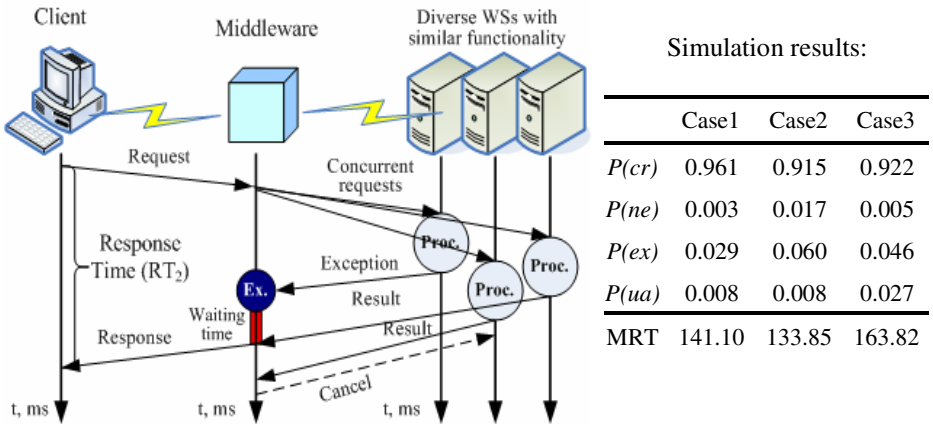 Client
Middleware
Diverse WSs with
similar functionality
Request
Concurrent
requests
Response
Time (RT2)
Proc.
Proc.
Proc.
Exception
Ex.
Result
Waiting
time
Response
Result
Cancel
t, ms
t, ms
t, ms
Simulation results:
Case1 Case2 Case3
P(cr) 0.961 0.915 0.922
P(ne) 0.003 0.017 0.005
P(ex) 0.029 0.060 0.046
P(ua) 0.008 0.008 0.027
MRT 141.10 133.85 163.82